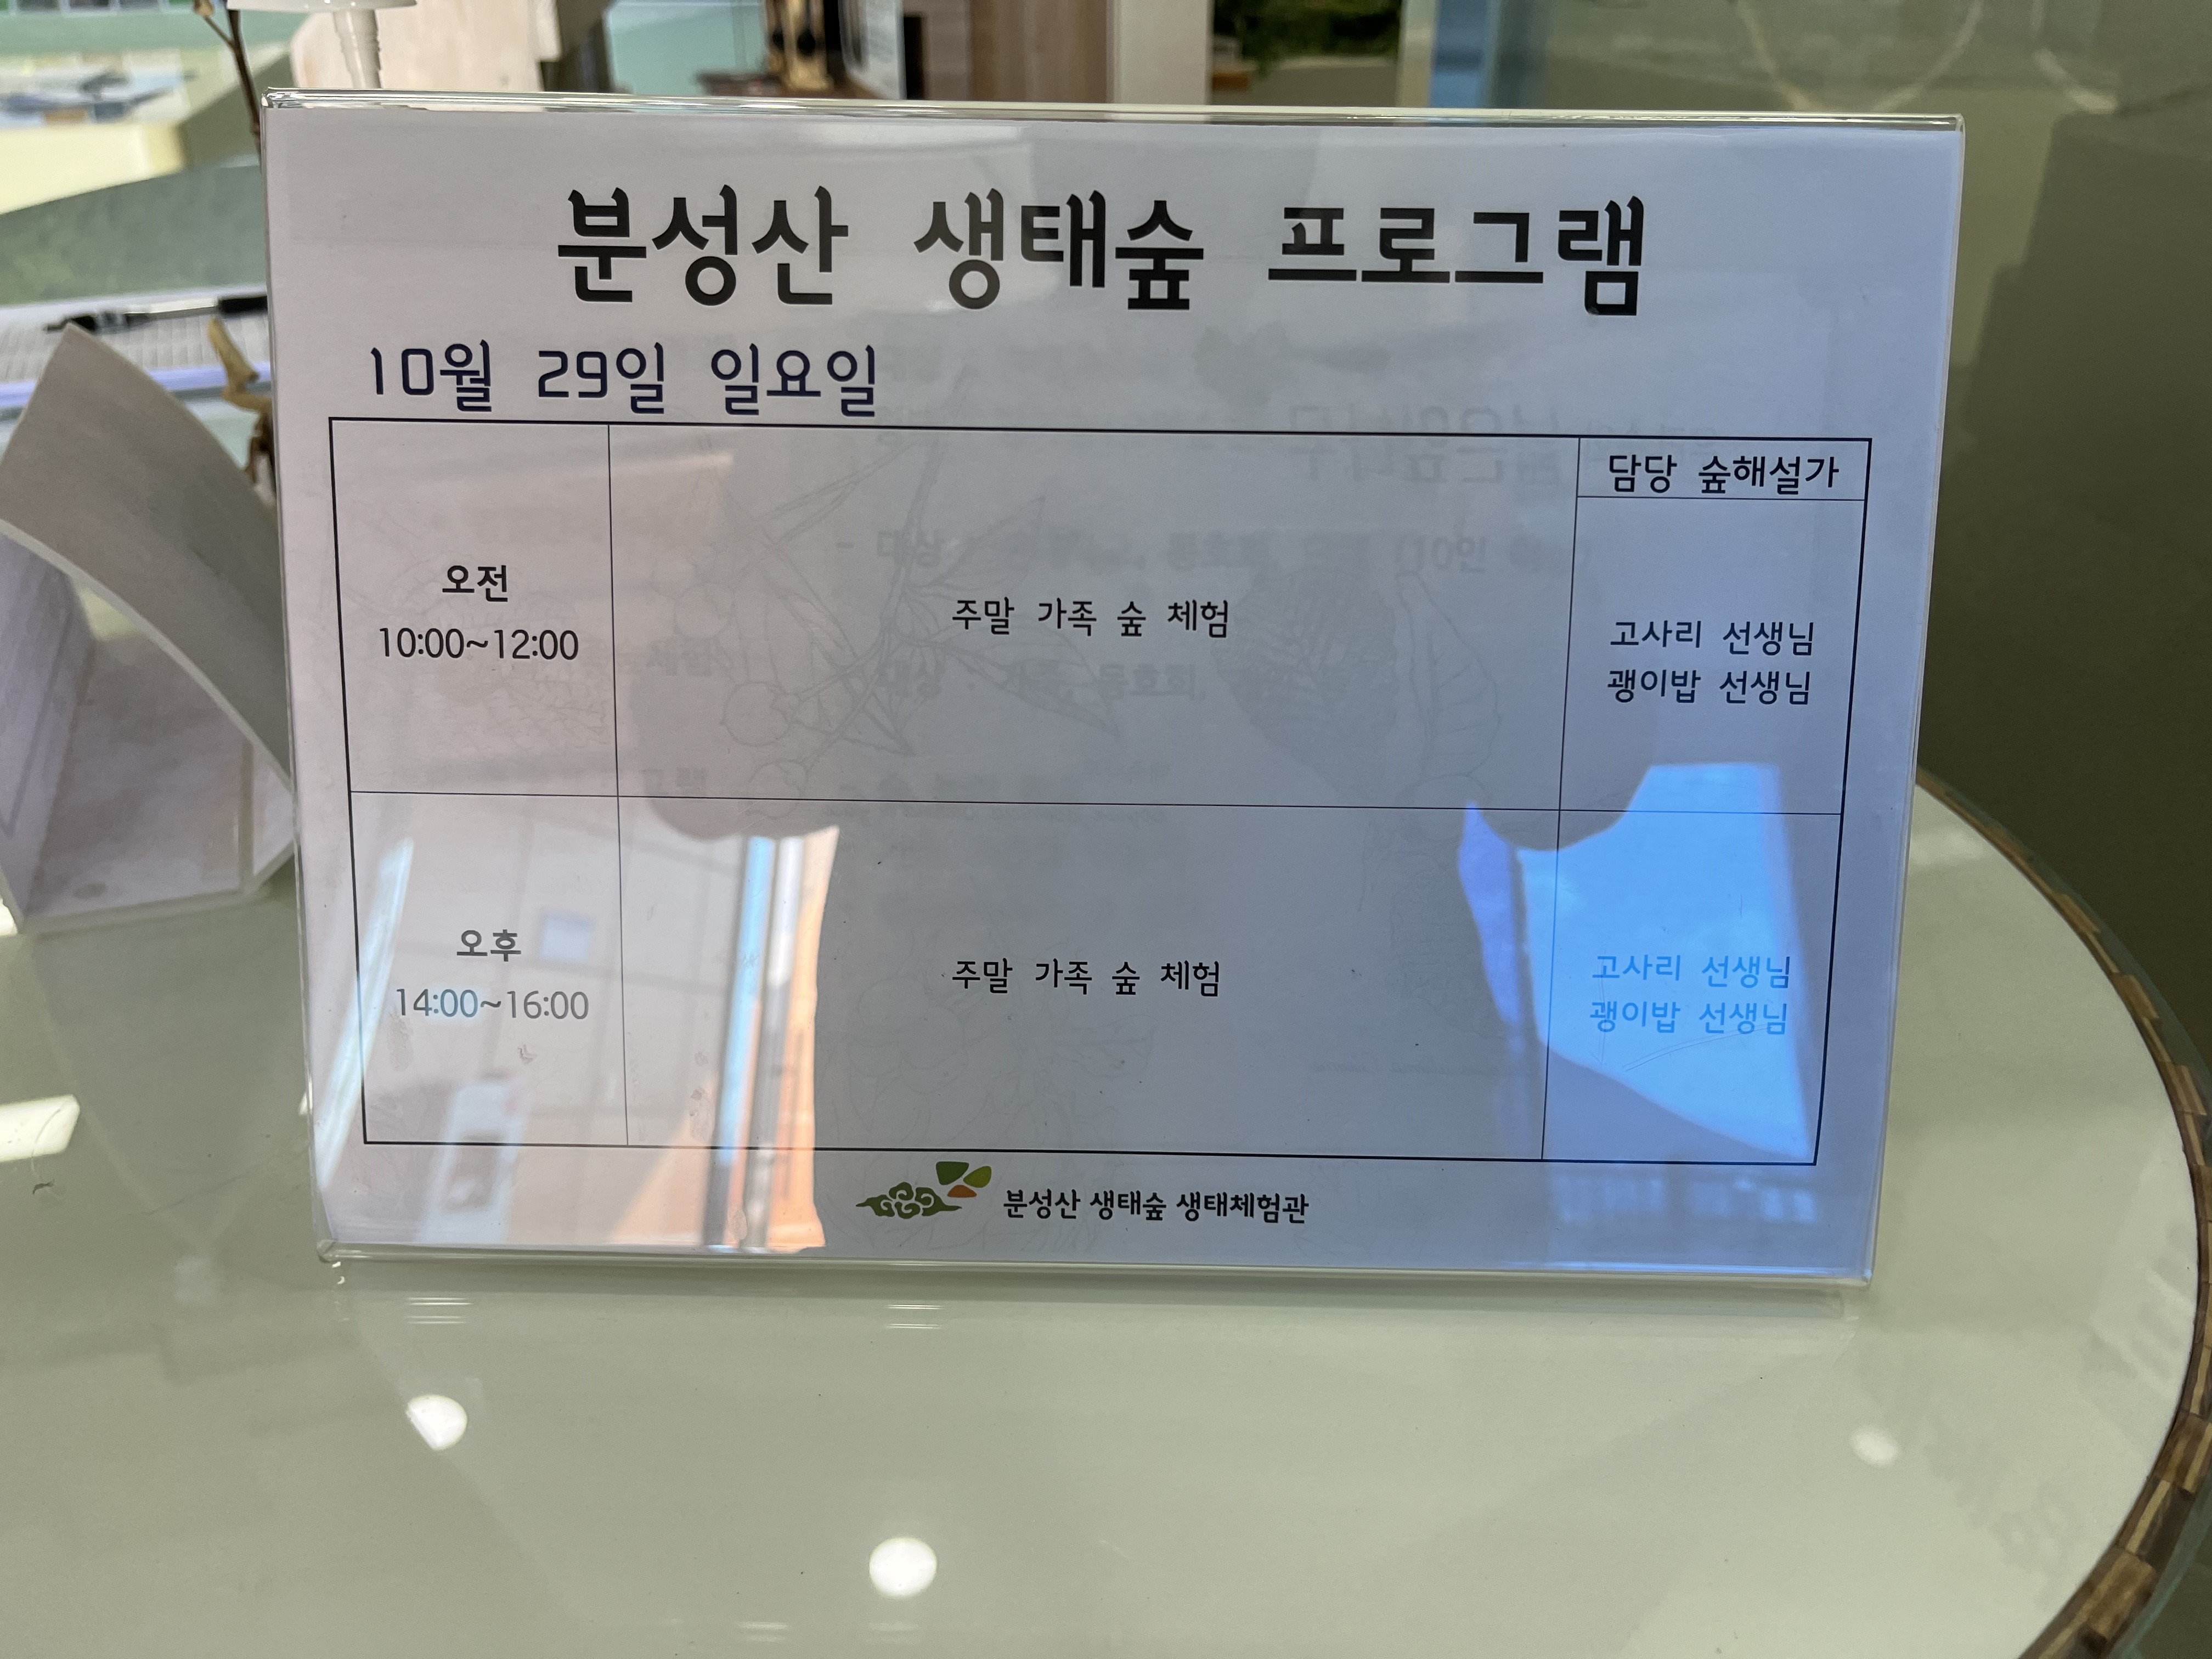 분성산 생태숲 프로그램
10월 29일 일요일
담당 숲해설가
오전
10:00~12:00
주말 가족 숲 체험
고사리 선생님
괭이밥 선생님
오후
14:00~16:00
주말 가족 숲 체험
고사리 선생님
괭이밥 선생님
분성산 생태숲 생태체험관